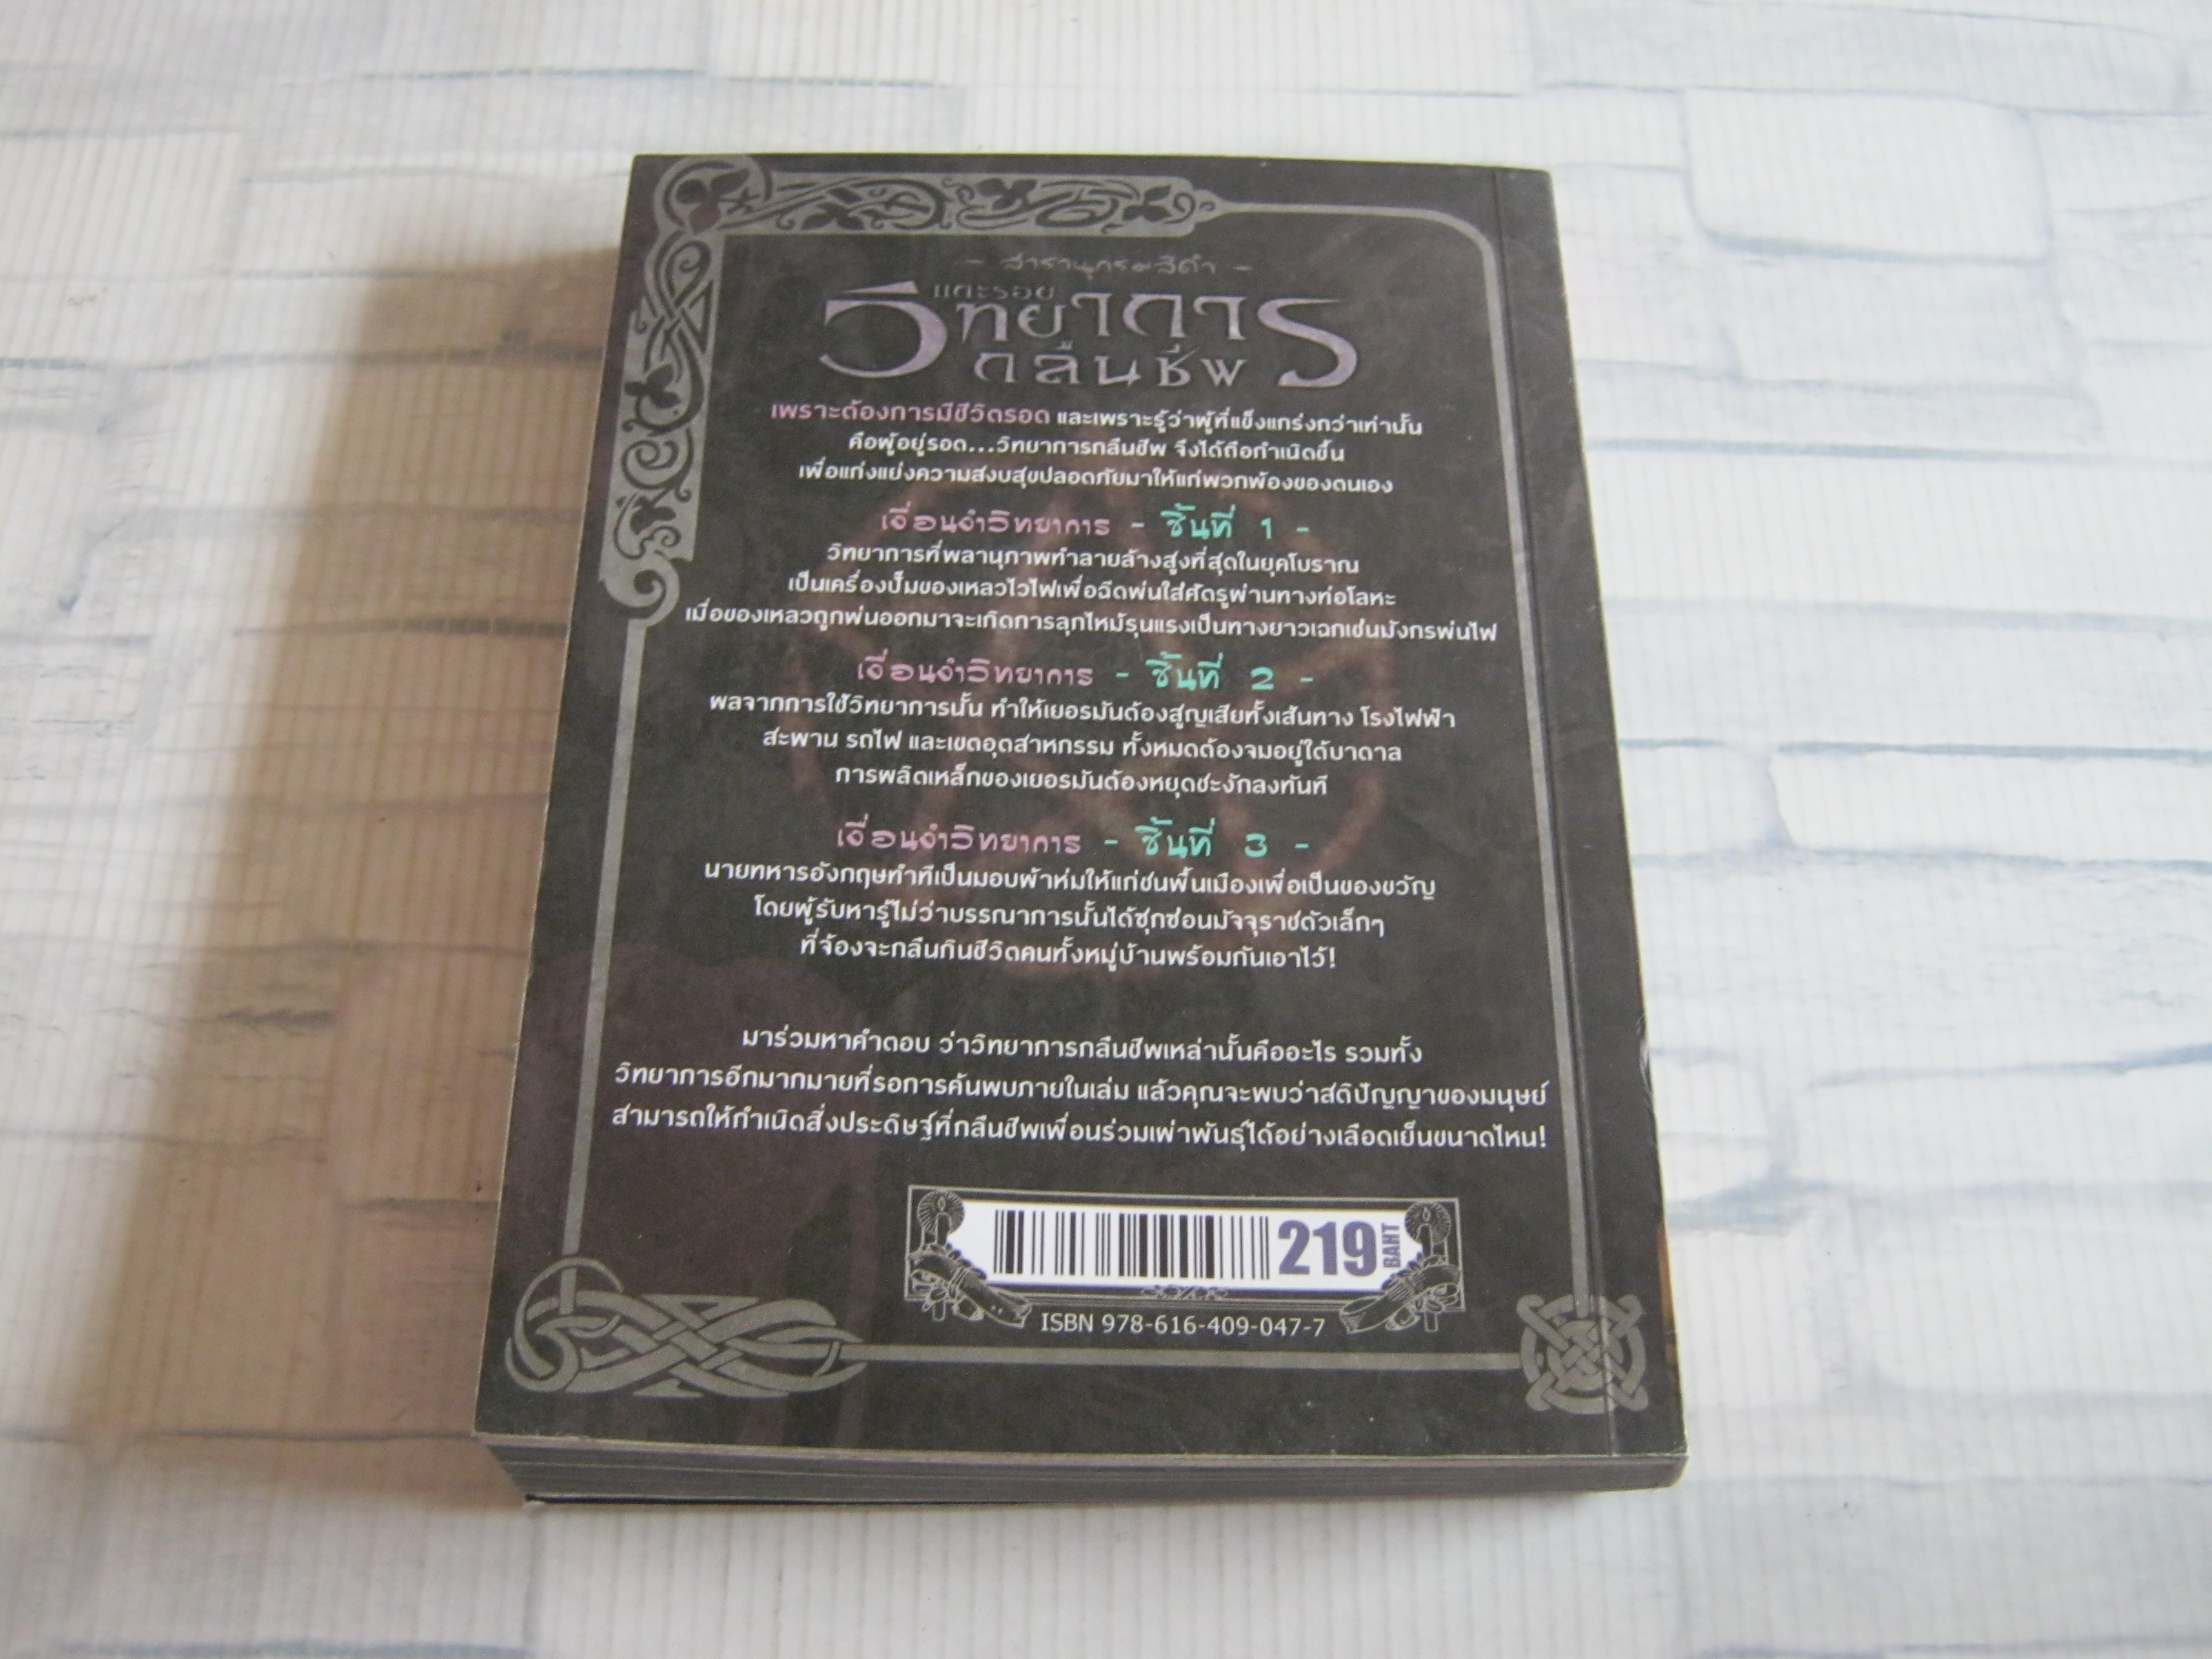 - สารานุกรมสีดำ -
แกะรอย
วิทยาการ
กลืนชีพ
เพราะต้องการมีชีวิตรอด และเพราะรู้ว่าผู้ที่แข็งแกร่งกว่าเท่านั้น
คือผู้อยู่รอด...วิทยาการกลืนชีพ จึงได้ถือกำเนิดขึ้น
เพื่อแก่งแย่งความสงบสุขปลอดภัยมาให้แก่พวกพ้องของตนเอง
เงื่อนงำวิทยาการ - ชิ้นที่ 1 -
วิทยาการที่พลานุภาพทำลายล้างสูงที่สุดในยุคโบราณ
เป็นเครื่องปั๊มของเหลวไวไฟเพื่อฉีดพ่นใส่ศัตรูผ่านทางท่อโลหะ
เมื่อของเหลวถูกพ่นออกมาจะเกิดการลุกไหม้รุนแรงเป็นทางยาวเฉกเช่นมังกรพ่นไฟ
เงื่อนงำวิทยาการ - ชิ้นที่ 2 -
ผลจากการใช้วิทยาการนั้น ทำให้เยอรมันต้องสูญเสียทั้งเส้นทาง โรงไฟฟ้า
สะพาน รถไฟ และเขตอุตสาหกรรม ทั้งหมดต้องจมอยู่ใต้บาดาล
การผลิตเหล็กของเยอรมันต้องหยุดชะงักลงทันที
เงื่อนงำวิทยาการ - ชิ้นที่ 3 -
นายทหารอังกฤษทำทีเป็นมอบผ้าห่มให้แก่ชนพื้นเมืองเพื่อเป็นของขวัญ
โดยผู้รับหารู้ไม่ว่าบรรณาการนั้นได้ซุกซ่อนมัจจุราชตัวเล็กๆ
ที่จ้องจะกลืนกินชีวิตคนทั้งหมู่บ้านพร้อมกันเอาไว้!
มาร่วมหาคำตอบ ว่าวิทยาการกลืนชีพเหล่านั้นคืออะไร รวมทั้ง
วิทยาการอีกมากมายที่รอการค้นพบภายในเล่ม แล้วคุณจะพบว่าสติปัญญาของมนุษย์
สามารถให้กำเนิดสิ่งประดิษฐ์ที่กลืนชีพเพื่อนร่วมเผ่าพันธุ์ได้อย่างเลือดเย็นขนาดไหน!
219 BAHT
ISBN 978-616-409-047-7